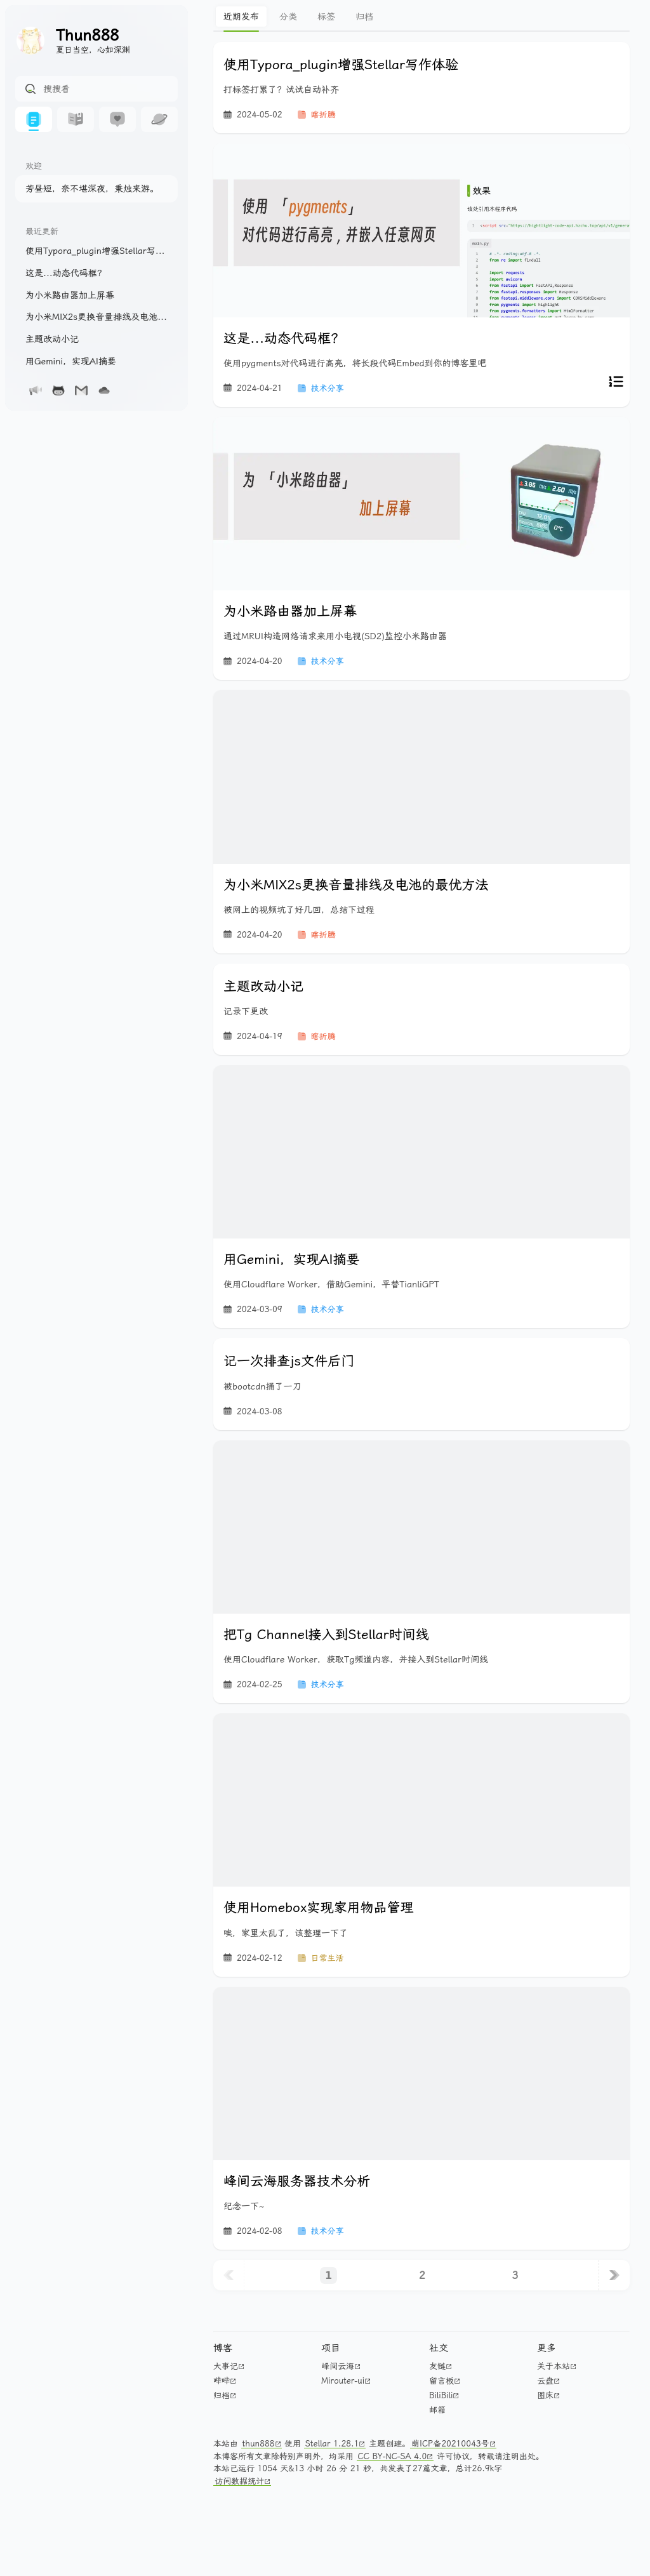 Thun888
夏日当空，心如深渊
搜搜看
欢迎
芳昼短，奈不堪深夜，秉烛来游。
最近更新
使用Typora_plugin增强Stellar写...
这是...动态代码框？
为小米路由器加上屏幕
为小米MIX2s更换音量排线及电池...
主题改动小记
用Gemini，实现AI摘要
近期发布 分类 标签 归档
使用Typora_plugin增强Stellar写作体验
打标签打累了？试试自动补齐
2024-05-02 瞎折腾
使用 「pygments」
对代码进行高亮，并嵌入任意网页
效果
main.py
这是...动态代码框？
使用pygments对代码进行高亮，将长段代码Embed到你的博客里吧
2024-04-21 技术分享
为 「小米路由器」
加上屏幕
为小米路由器加上屏幕
通过MRUI构造网络请求来用小电视(SD2)监控小米路由器
2024-04-20 技术分享
为小米MIX2s更换音量排线及电池的最优方法
被网上的视频坑了好几回，总结下过程
2024-04-20 瞎折腾
主题改动小记
记录下更改
2024-04-19 瞎折腾
用Gemini，实现AI摘要
使用Cloudflare Worker，借助Gemini，平替TianliGPT
2024-03-09 技术分享
记一次排查js文件后门
被bootcdn捅了一刀
2024-03-08
把Tg Channel接入到Stellar时间线
使用Cloudflare Worker，获取Tg频道内容，并接入到Stellar时间线
2024-02-25 技术分享
使用Homebox实现家用物品管理
唉，家里太乱了，该整理一下了
2024-02-12 日常生活
峰间云海服务器技术分析
纪念一下~
2024-02-08 技术分享
1 2 3
博客 项目 社交 更多
大事记 峰间云海 友链 关于本站
哔哔 Mirouter-ui 留言板 云盘
归档 BiliBili 图床
邮箱
本站由 thun888 使用 Stellar 1.28.1 主题创建。萌ICP备20210043号
本博客所有文章除特别声明外，均采用 CC BY-NC-SA 4.0 许可协议，转载请注明出处。
本站已运行 1054 天&13 小时 26 分 21 秒，共发表了27篇文章，总计26.9k字
访问数据统计